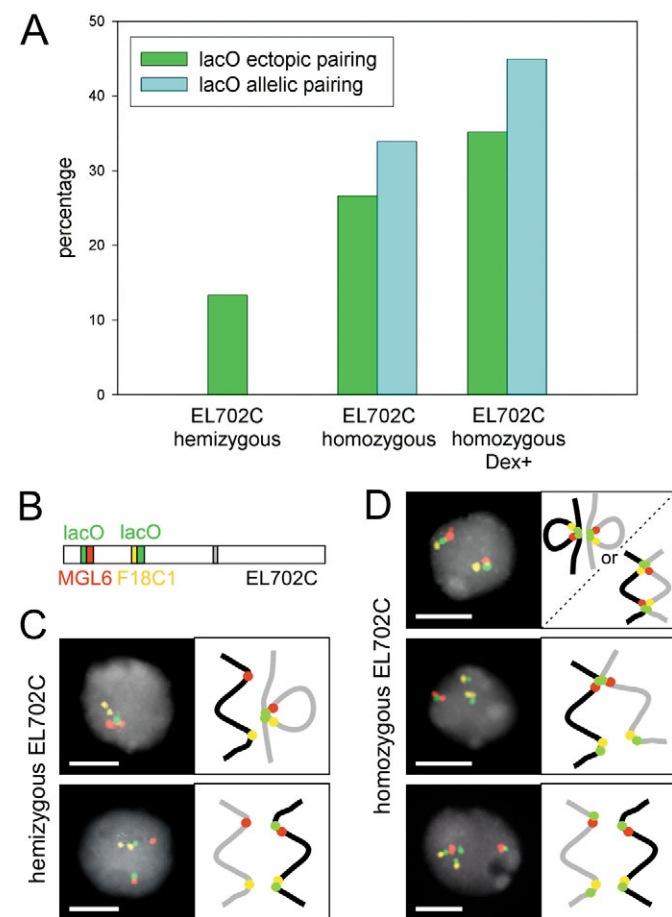 A
50
40
30
20
10
0
percentage
lacO ectopic pairing
lacO allelic pairing
EL702C
hemizygous
EL702C
homozygous
EL702C
homozygous
Dex+
B
lacO lacO
MGL6 F18C1 EL702C
C
hemizygous EL702C
D
or
homozygous EL702C